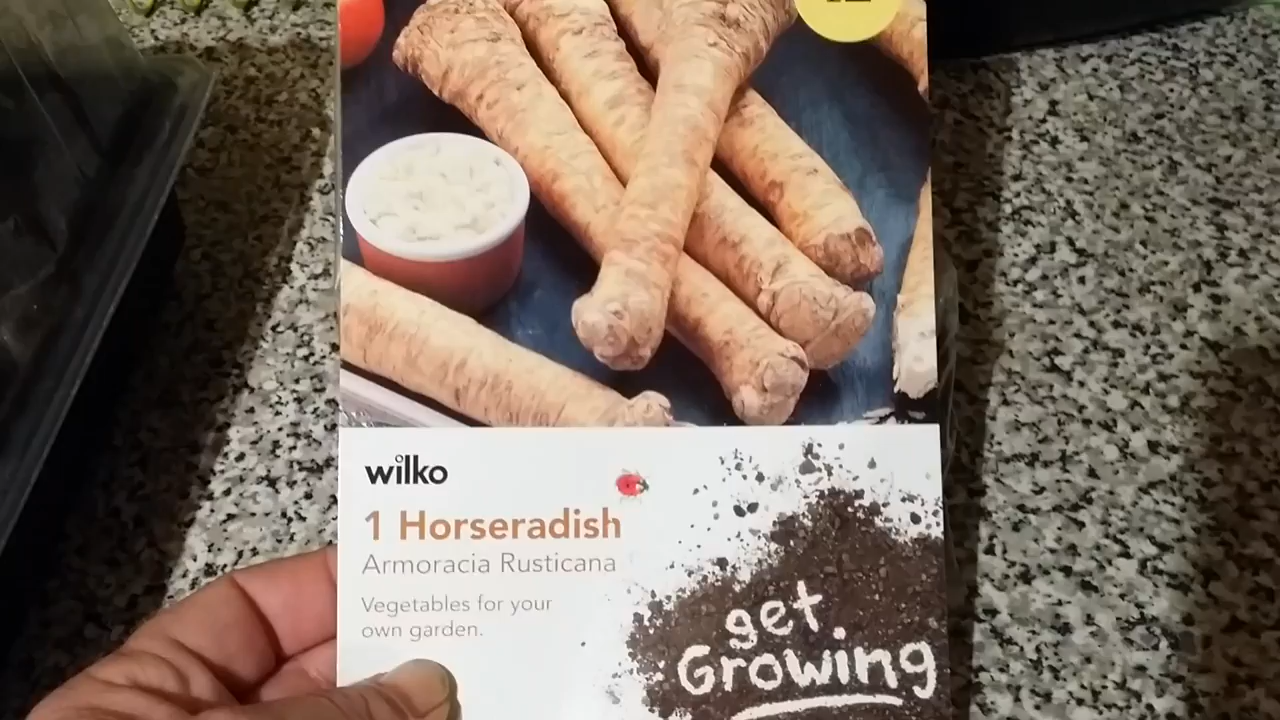 wilko
1 Horseradish
Armoracia Rusticana
Vegetables for your
own garden.
get
Growing